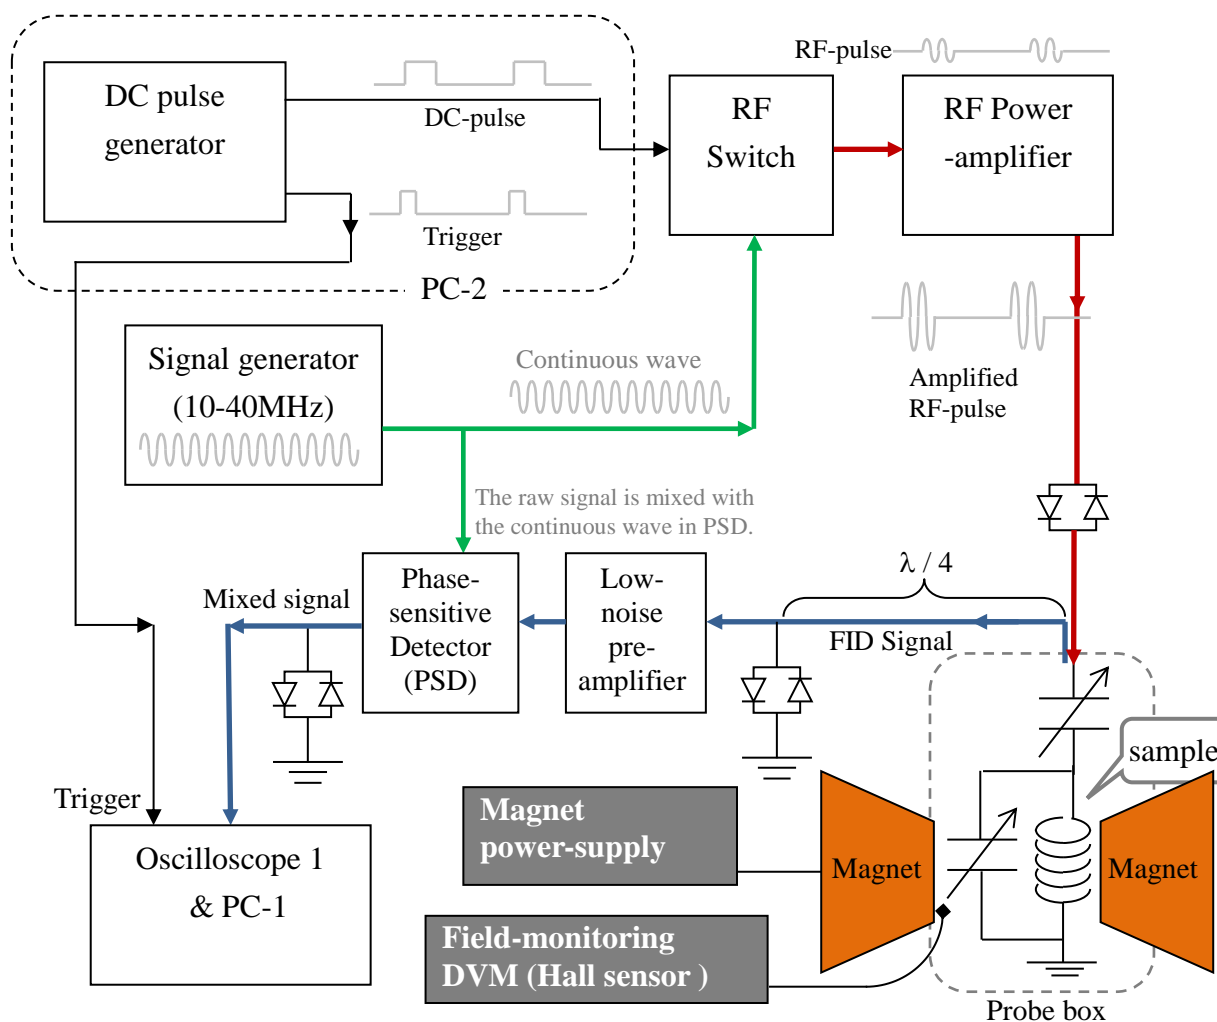 RF-pulse
DC pulse
generator
DC-pulse
RF
Switch
RF Power
-amplifier
Trigger
PC-2
Signal generator
(10-40MHz)
Continuous wave
Amplified
RF-pulse
The raw signal is mixed with
the continuous wave in PSD.
λ / 4
Mixed signal
Phase-
sensitive
Detector
(PSD)
Low-
noise
pre-
amplifier
FID Signal
sample
Trigger
Oscilloscope 1
& PC-1
Magnet
power-supply
Magnet
Magnet
Field-monitoring
DVM (Hall sensor )
Probe box